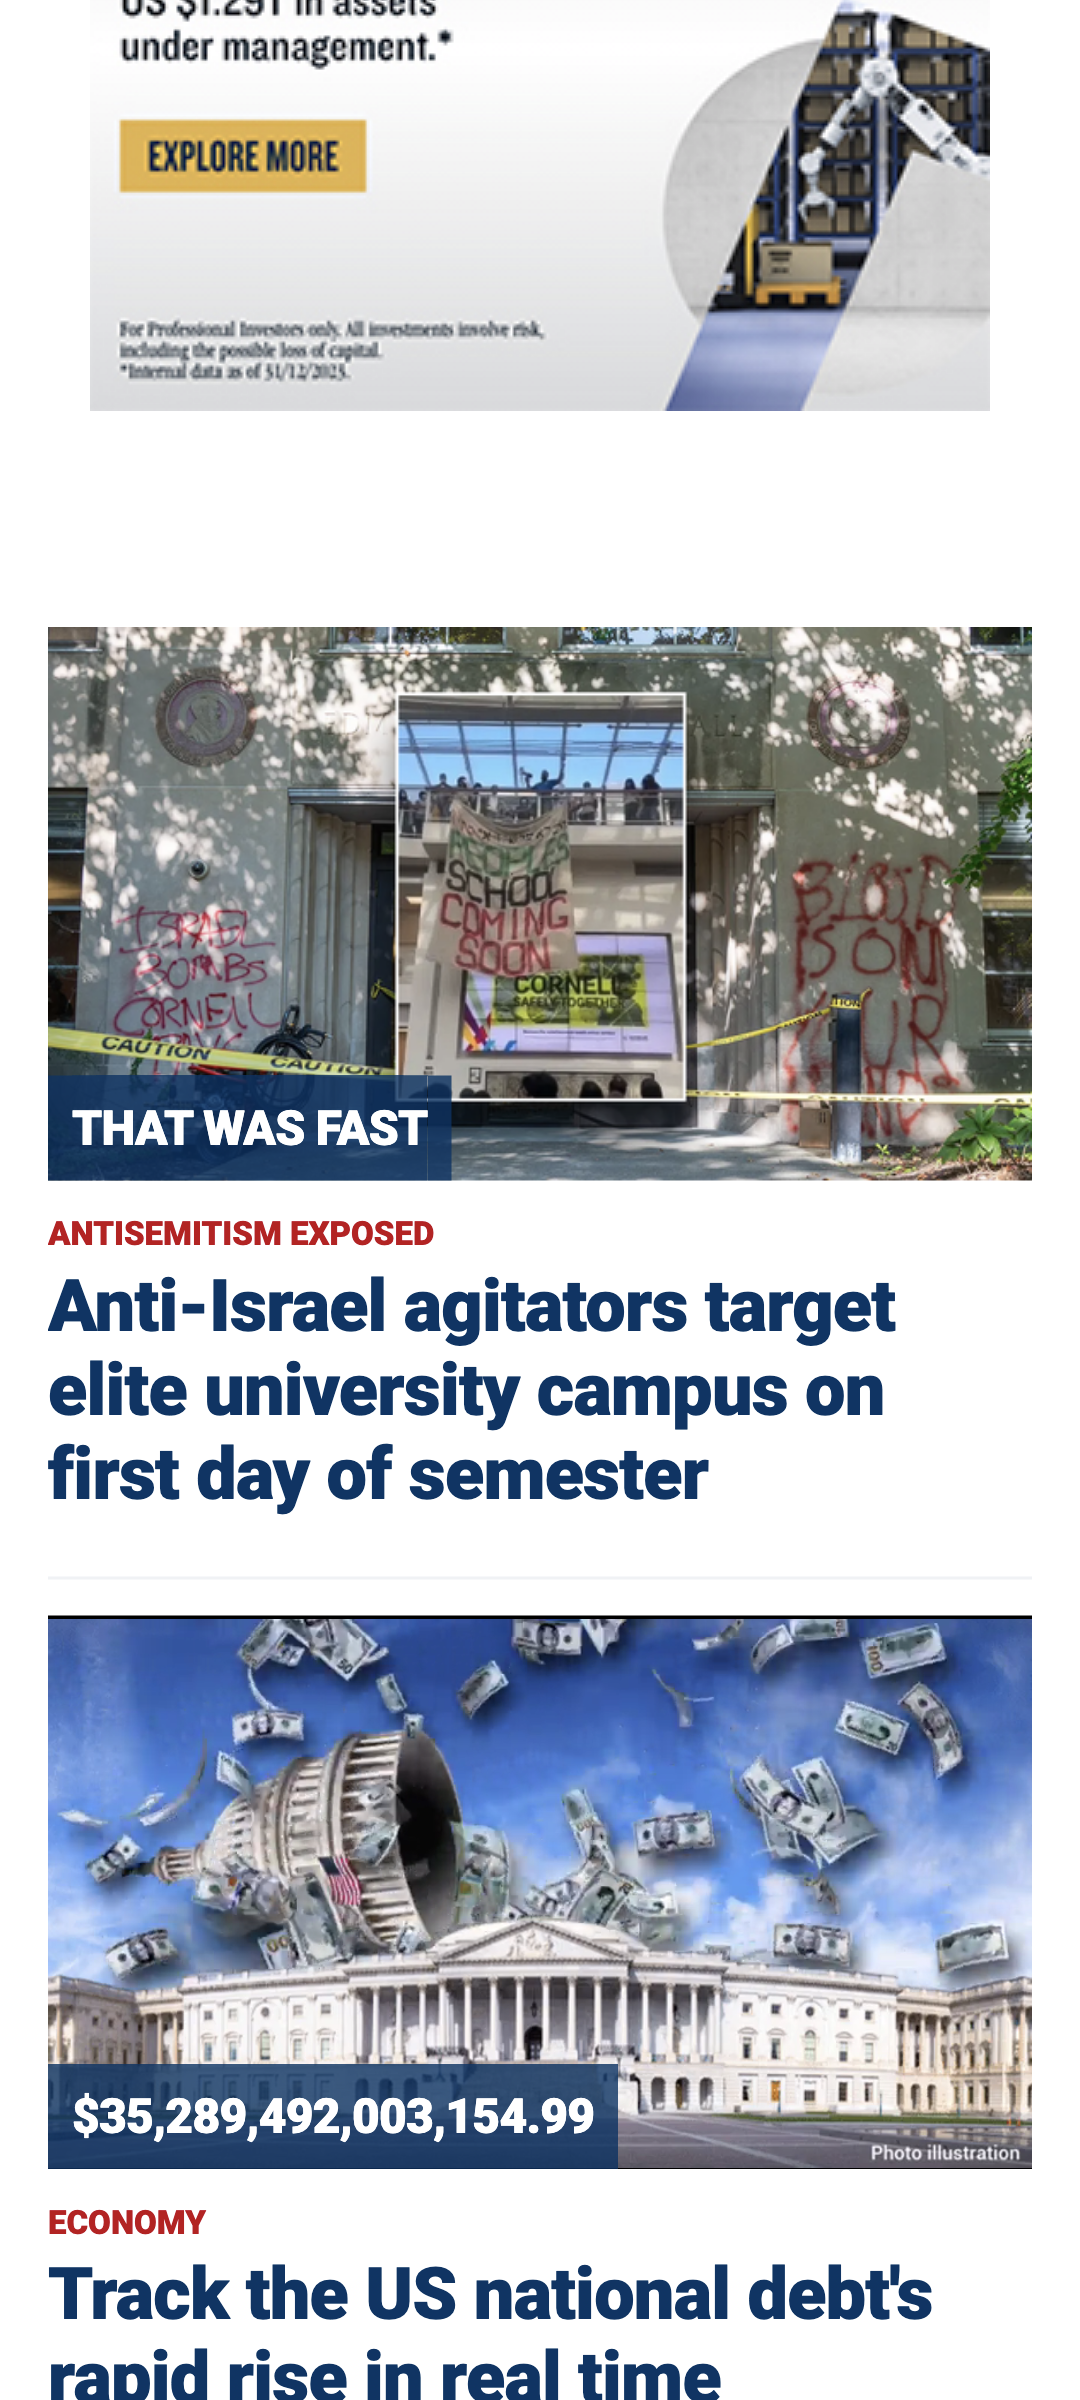 US $1.29T in assets
under management.*
EXPLORE MORE
For Professional Investors only. All investments involve risk,
including the possible loss of capital.
*Internal data as of 31/12/2023.
PEOPLE'S
SCHOOL
COMING
SOON
CORNELL
SAFELY TOGETHER
ISRAEL
BOMBS
CORNELL
BLOOD
IS ON
YOUR
CAUTION
CAUTION
CAUTION
THAT WAS FAST
ANTISEMITISM EXPOSED
Anti-Israel agitators target
elite university campus on
first day of semester
$35,289,492,003,154.99
Photo illustration
ECONOMY
Track the US national debt's
rapid rise in real time